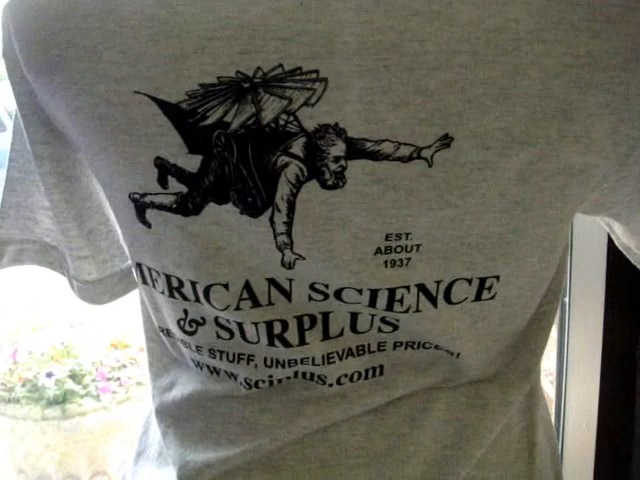 EST.
ABOUT
1937
MERICAN SCIENCE
& SURPLUS
STUFF, UNBELIEVABLE